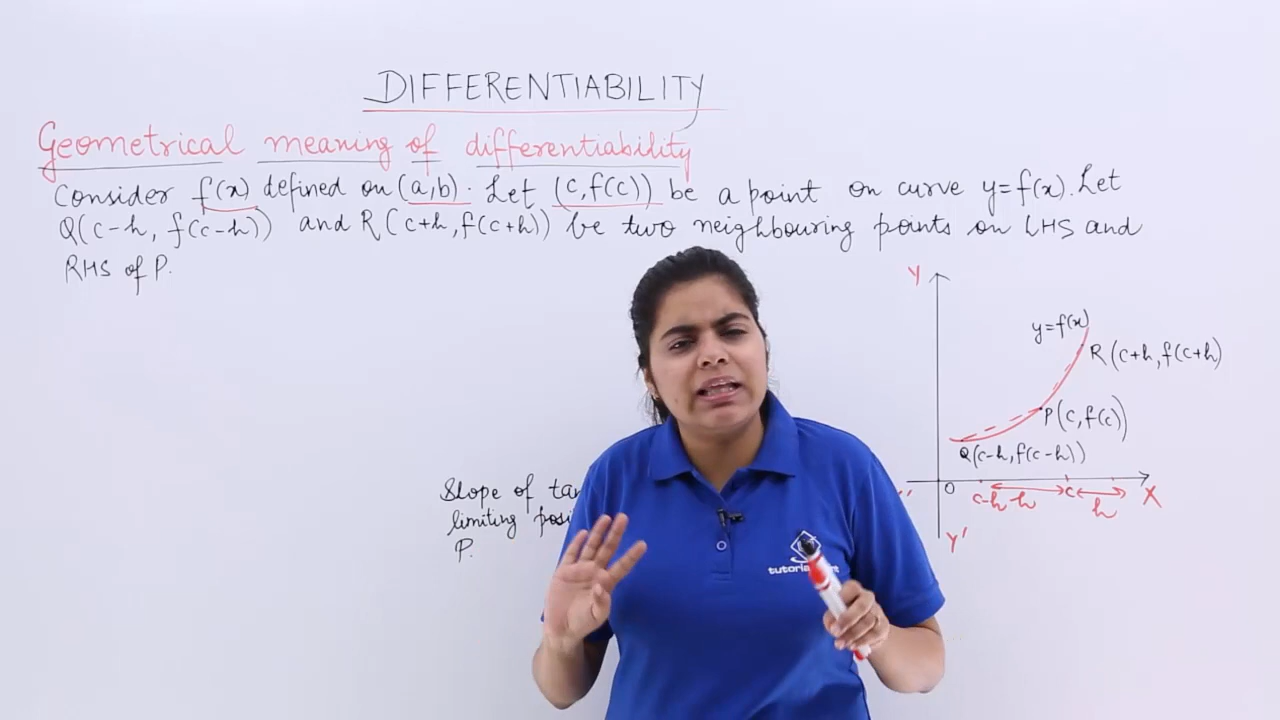 DIFFERENTIABILITY
Geometrical meaning of differentiability
Consider f(x) defined on (a,b). Let (c,f(c)) be a point on curve y=f(x). Let
Q(c-h, f(c-h)) and R(c+h,f(c+h)) be two neighbouring points on LHS and
RHS of P.
Y
y=f(x)
R(c+h, f(c+h)
P(c,f(c))
Q(c-h,f(c-h))
O
c-h
-h
c
h
X
Y'
Slope of
limiting
P.